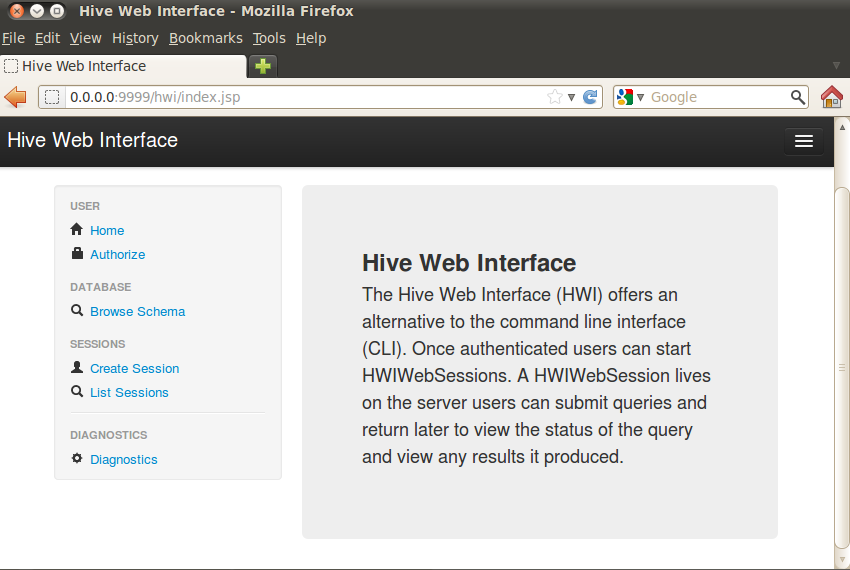 Hive Web Interface - Mozilla Firefox
File Edit View History Bookmarks Tools Help
Hive Web Interface
0.0.0.0:9999/hwi/index.jsp
Google
Hive Web Interface
USER
Home
Authorize
DATABASE
Browse Schema
SESSIONS
Create Session
List Sessions
DIAGNOSTICS
Diagnostics
Hive Web Interface
The Hive Web Interface (HWI) offers an
alternative to the command line interface
(CLI). Once authenticated users can start
HWIWebSessions. A HWIWebSession lives
on the server users can submit queries and
return later to view the status of the query
and view any results it produced.